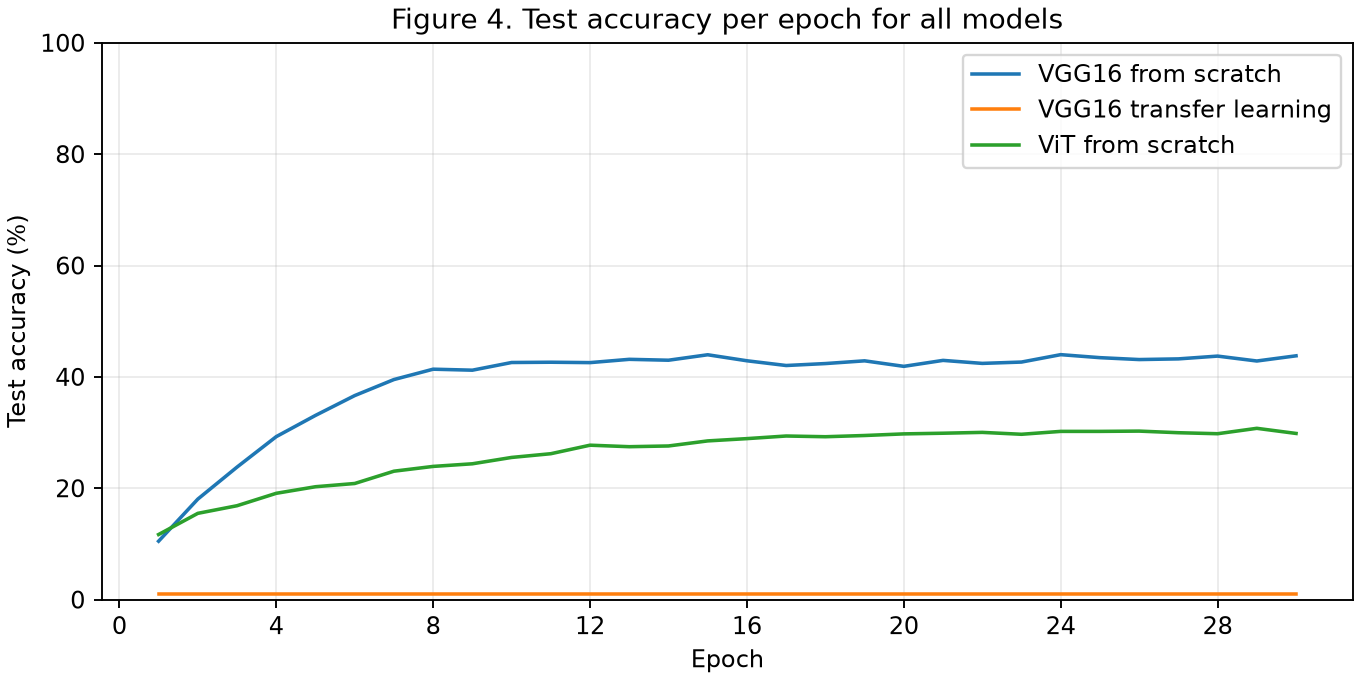 Figure 4. Test accuracy per epoch for all models
100
80
60
40
20
0
Test accuracy (%)
VGG16 from scratch
VGG16 transfer learning
ViT from scratch
0 4 8 12 16 20 24 28
Epoch